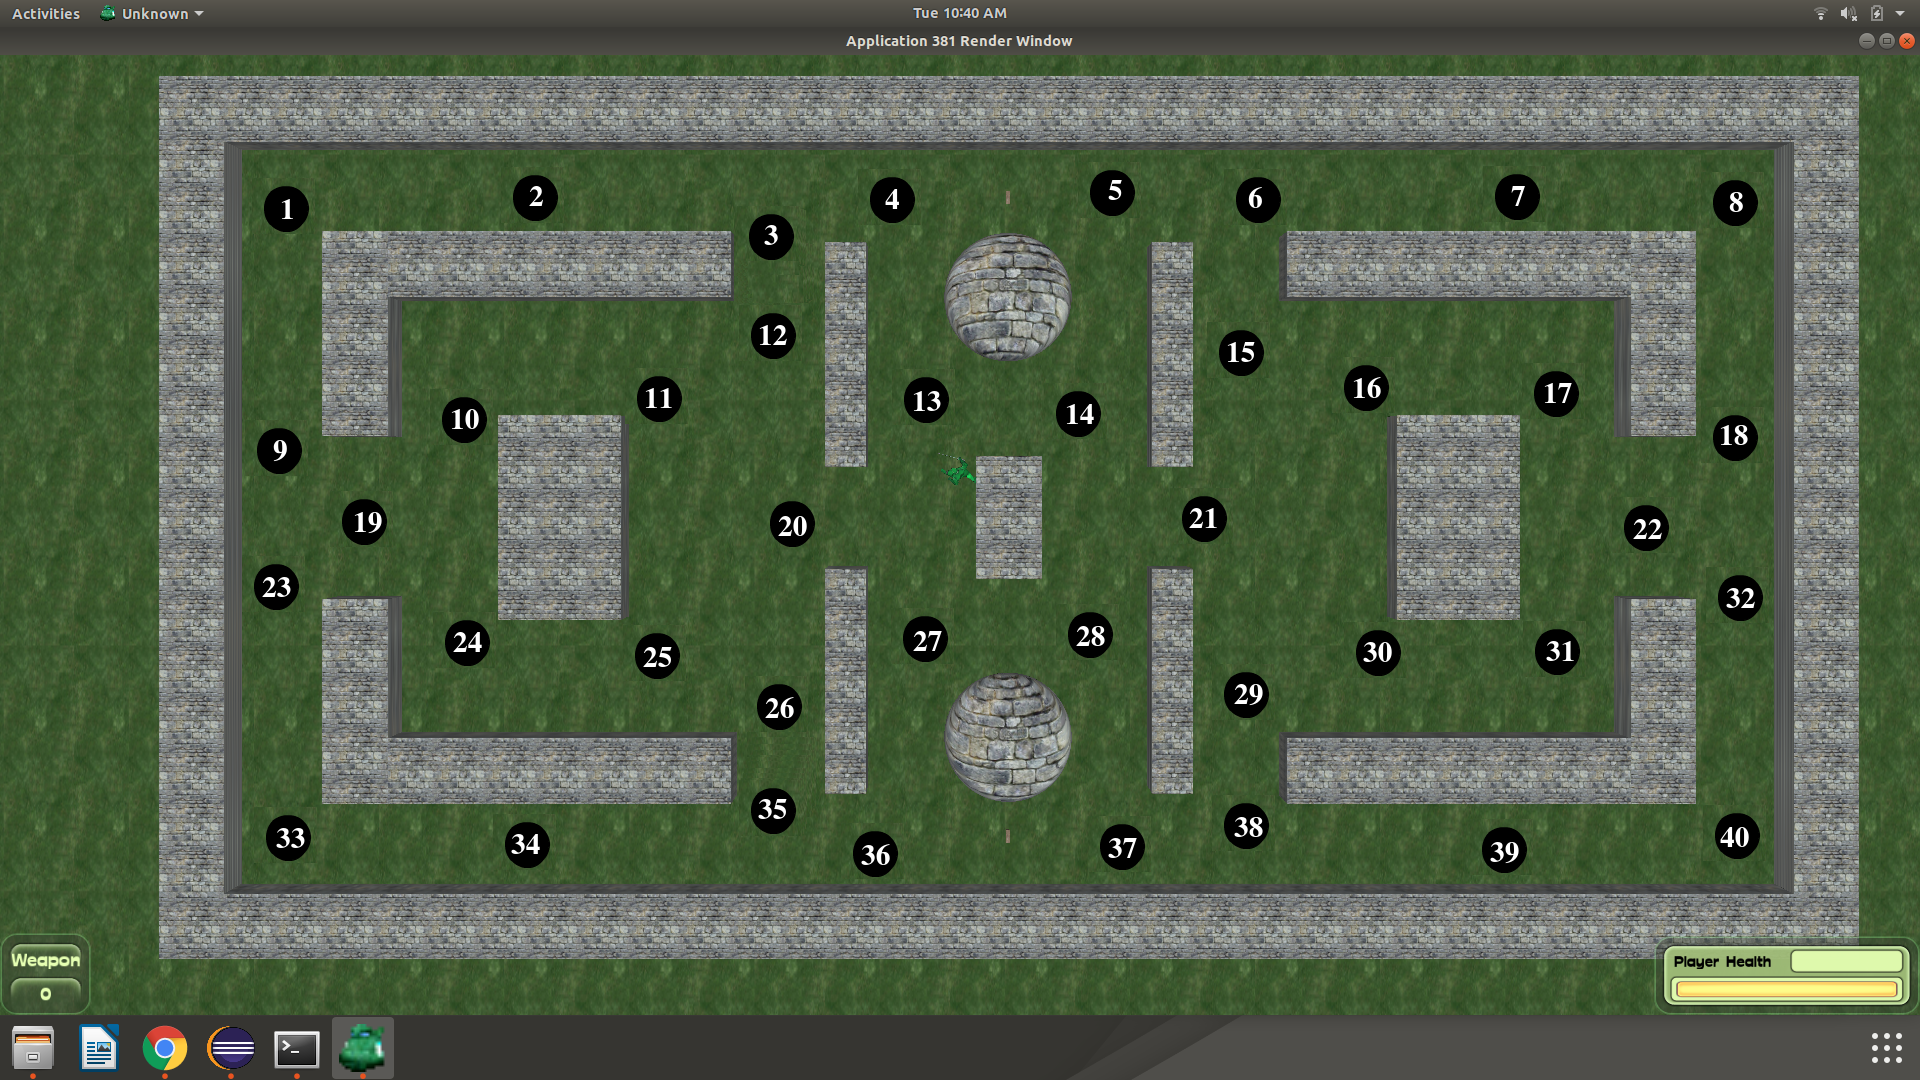 Activities Unknown Tue 10:40 AM
Application 381 Render Window
1 2 3 4 5 6 7 8
9 10 11 12 13 14 15 16 17 18
19 20 21 22
23 24 25 26 27 28 29 30 31 32
33 34 35 36 37 38 39 40
Weapon
0
Player Health